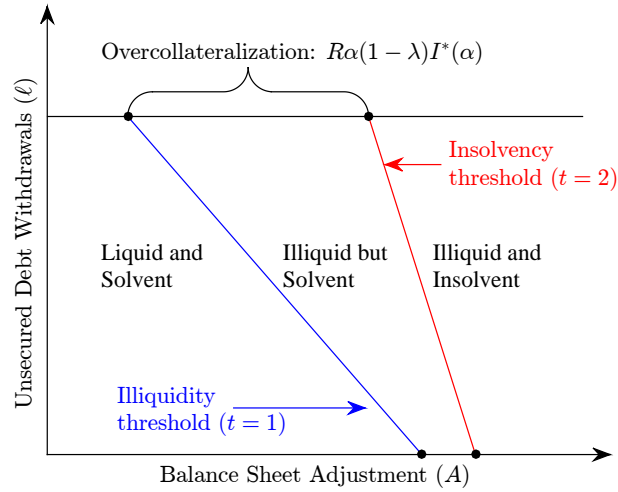 Overcollateralization: Rα(1 − λ)I*(α)
Unsecured Debt Withdrawals (ℓ)
Insolvency
threshold (t = 2)
Liquid and
Solvent
Illiquid but
Solvent
Illiquid and
Insolvent
Illiquidity
threshold (t = 1)
Balance Sheet Adjustment (A)